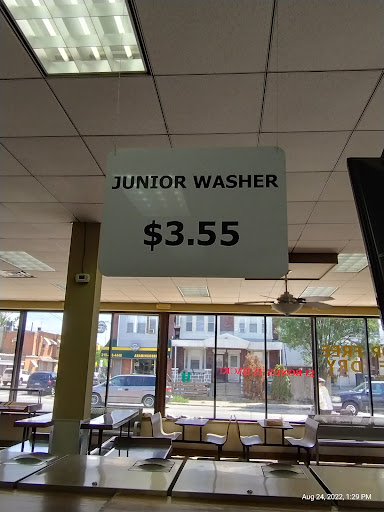 JUNIOR WASHER
$3.55
Aug 24, 2022, 1:29 PM